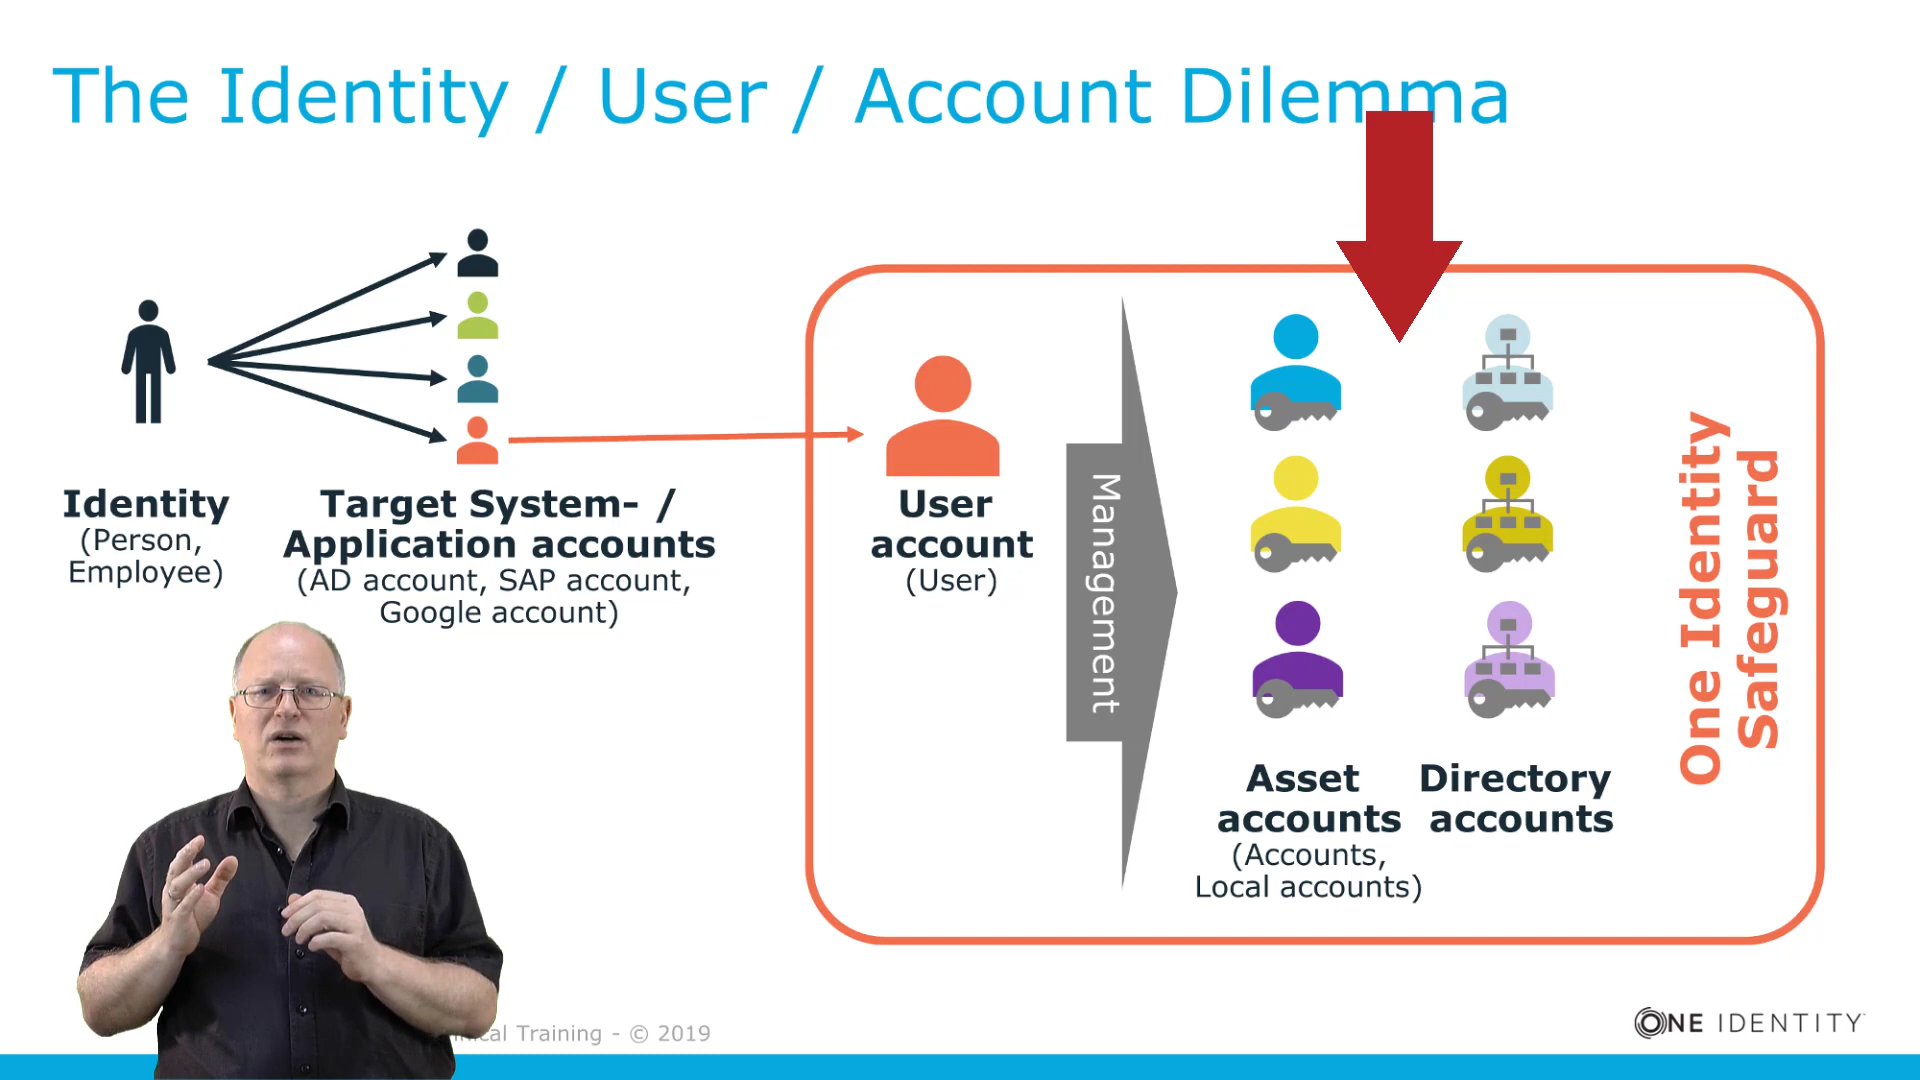 The Identity / User / Account Dilemma
Identity
(Person,
Employee)
Target System- /
Application accounts
(AD account, SAP account,
Google account)
User
account
(User)
Management
Asset
accounts
(Accounts,
Local accounts)
Directory
accounts
One Identity
Safeguard
Training - © 2019
ONE IDENTITY